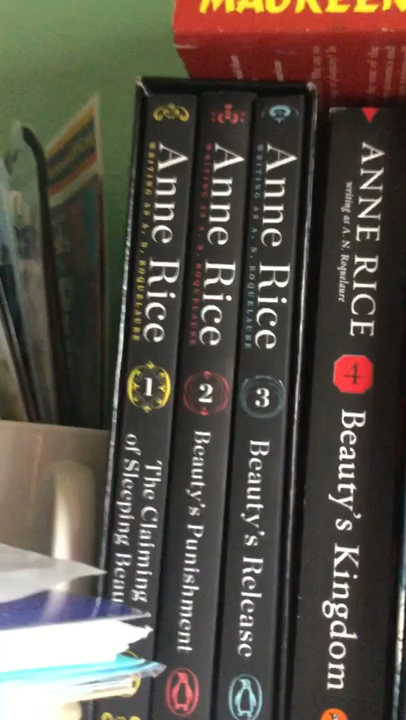 MAUREEN
Anne Rice
WRITING AS A. N. ROQUELAURE
1
The Claiming
of Sleeping Beau
Anne Rice
WRITING AS A. N. ROQUELAURE
2
Beauty's Punishment
Anne Rice
WRITING AS A. N. ROQUELAURE
3
Beauty's Release
ANNE RICE
writing as A. N. Roquelaure
4
Beauty's Kingdom